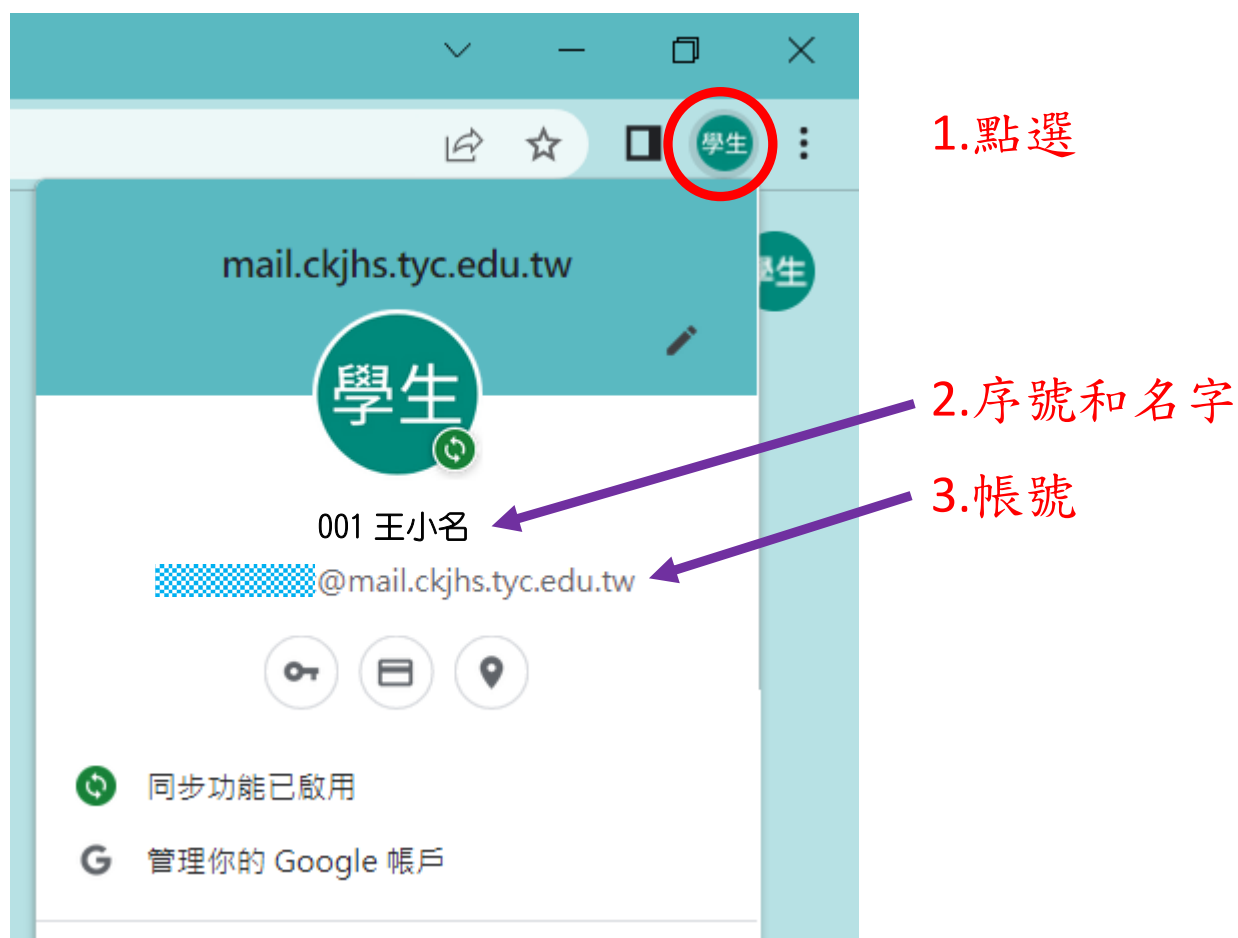 學生
1.點選
mail.ckjhs.tyc.edu.tw
學生
生
2.序號和名字
3.帳號
001 王小名
@mail.ckjhs.tyc.edu.tw
同步功能已啟用
G 管理你的 Google 帳戶